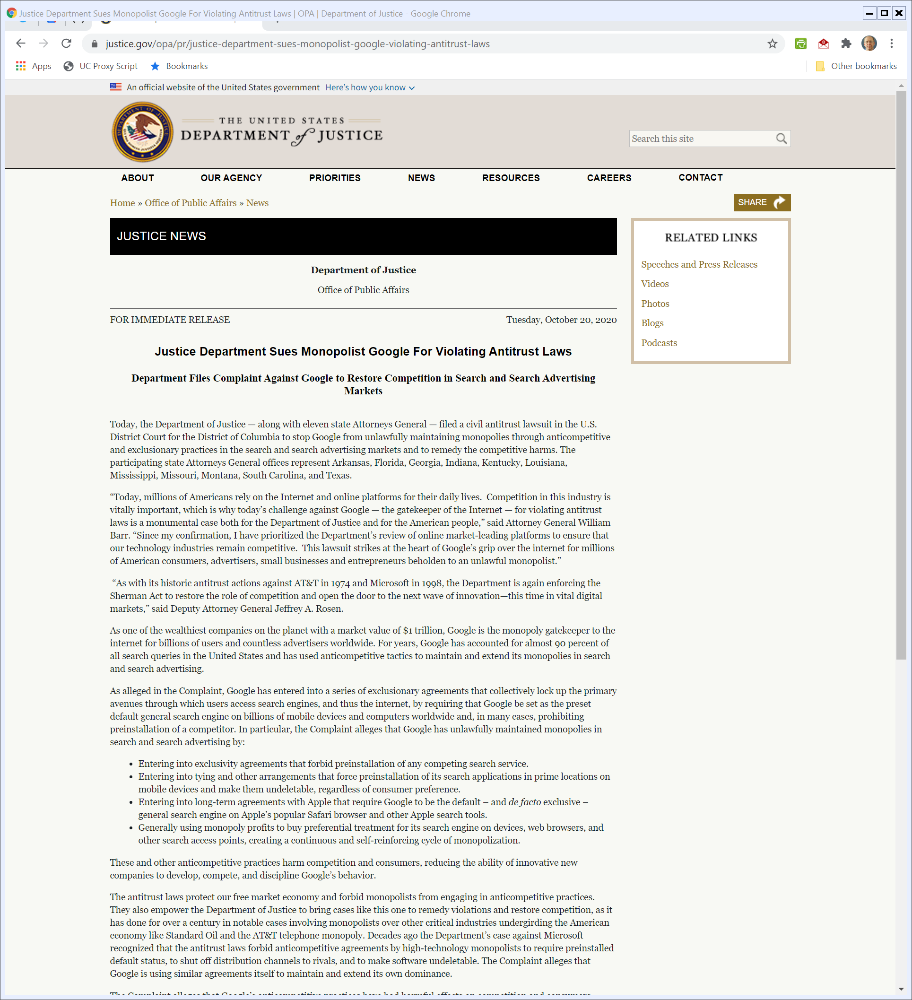 Justice Department Sues Monopolist Google For Violating Antitrust Laws | OPA | Department of Justice - Google Chrome
justice.gov/opa/pr/justice-department-sues-monopolist-google-violating-antitrust-laws
Apps UC Proxy Script Bookmarks Other bookmarks
An official website of the United States government Here's how you know
THE UNITED STATES
DEPARTMENT of JUSTICE
Search this site
ABOUT OUR AGENCY PRIORITIES NEWS RESOURCES CAREERS CONTACT
Home » Office of Public Affairs » News
SHARE
JUSTICE NEWS
Department of Justice
Office of Public Affairs
FOR IMMEDIATE RELEASE Tuesday, October 20, 2020
Justice Department Sues Monopolist Google For Violating Antitrust Laws
Department Files Complaint Against Google to Restore Competition in Search and Search Advertising
Markets
Today, the Department of Justice — along with eleven state Attorneys General — filed a civil antitrust lawsuit in the U.S.
District Court for the District of Columbia to stop Google from unlawfully maintaining monopolies through anticompetitive
and exclusionary practices in the search and search advertising markets and to remedy the competitive harms. The
participating state Attorneys General offices represent Arkansas, Florida, Georgia, Indiana, Kentucky, Louisiana,
Mississippi, Missouri, Montana, South Carolina, and Texas.
“Today, millions of Americans rely on the Internet and online platforms for their daily lives.  Competition in this industry is
vitally important, which is why today’s challenge against Google — the gatekeeper of the Internet — for violating antitrust
laws is a monumental case both for the Department of Justice and for the American people,” said Attorney General William
Barr. “Since my confirmation, I have prioritized the Department’s review of online market-leading platforms to ensure that
our technology industries remain competitive.  This lawsuit strikes at the heart of Google’s grip over the internet for millions
of American consumers, advertisers, small businesses and entrepreneurs beholden to an unlawful monopolist.”
“As with its historic antitrust actions against AT&T in 1974 and Microsoft in 1998, the Department is again enforcing the
Sherman Act to restore the role of competition and open the door to the next wave of innovation—this time in vital digital
markets,” said Deputy Attorney General Jeffrey A. Rosen.
As one of the wealthiest companies on the planet with a market value of $1 trillion, Google is the monopoly gatekeeper to the
internet for billions of users and countless advertisers worldwide. For years, Google has accounted for almost 90 percent of
all search queries in the United States and has used anticompetitive tactics to maintain and extend its monopolies in search
and search advertising.
As alleged in the Complaint, Google has entered into a series of exclusionary agreements that collectively lock up the primary
avenues through which users access search engines, and thus the internet, by requiring that Google be set as the preset
default general search engine on billions of mobile devices and computers worldwide and, in many cases, prohibiting
preinstallation of a competitor. In particular, the Complaint alleges that Google has unlawfully maintained monopolies in
search and search advertising by:
• Entering into exclusivity agreements that forbid preinstallation of any competing search service.
• Entering into tying and other arrangements that force preinstallation of its search applications in prime locations on
mobile devices and make them undeletable, regardless of consumer preference.
• Entering into long-term agreements with Apple that require Google to be the default – and de facto exclusive –
general search engine on Apple’s popular Safari browser and other Apple search tools.
• Generally using monopoly profits to buy preferential treatment for its search engine on devices, web browsers, and
other search access points, creating a continuous and self-reinforcing cycle of monopolization.
These and other anticompetitive practices harm competition and consumers, reducing the ability of innovative new
companies to develop, compete, and discipline Google’s behavior.
The antitrust laws protect our free market economy and forbid monopolists from engaging in anticompetitive practices.
They also empower the Department of Justice to bring cases like this one to remedy violations and restore competition, as it
has done for over a century in notable cases involving monopolists over other critical industries undergirding the American
economy like Standard Oil and the AT&T telephone monopoly. Decades ago the Department’s case against Microsoft
recognized that the antitrust laws forbid anticompetitive agreements by high-technology monopolists to require preinstalled
default status, to shut off distribution channels to rivals, and to make software undeletable. The Complaint alleges that
Google is using similar agreements itself to maintain and extend its own dominance.
RELATED LINKS
Speeches and Press Releases
Videos
Photos
Blogs
Podcasts